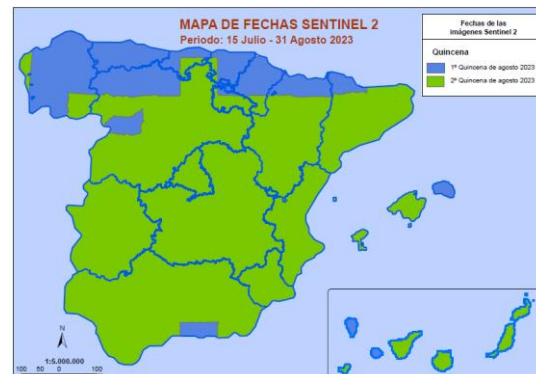 MAPA DE FECHAS SENTINEL 2
Periodo: 15 Julio - 31 Agosto 2023
Fechas de las
imágenes Sentinel 2
Quincena
1ª Quincena de agosto 2023
2ª Quincena de agosto 2023
N
1:5.000.000
100 50 0 100